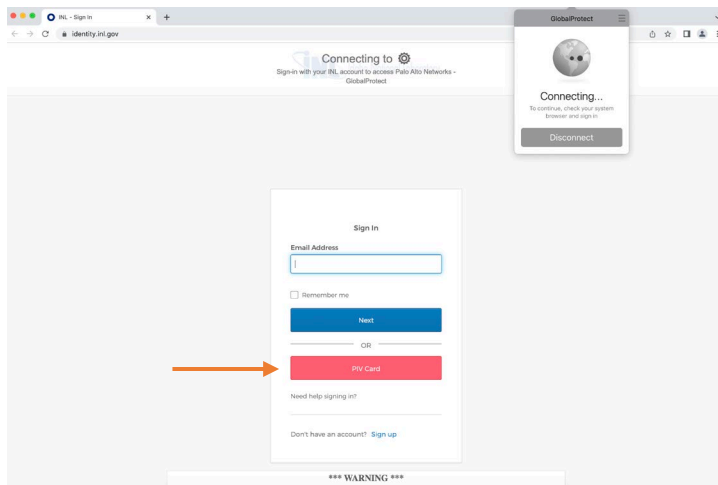 INL - Sign in
identity.inl.gov
GlobalProtect
Connecting to
Sign-in with your INL account to access Palo Alto Networks -
GlobalProtect
Connecting...
To continue, check your system
browser and sign in
Disconnect
Sign In
Email Address
Remember me
Next
OR
PIV Card
Need help signing in?
Don't have an account? Sign up
*** WARNING ***